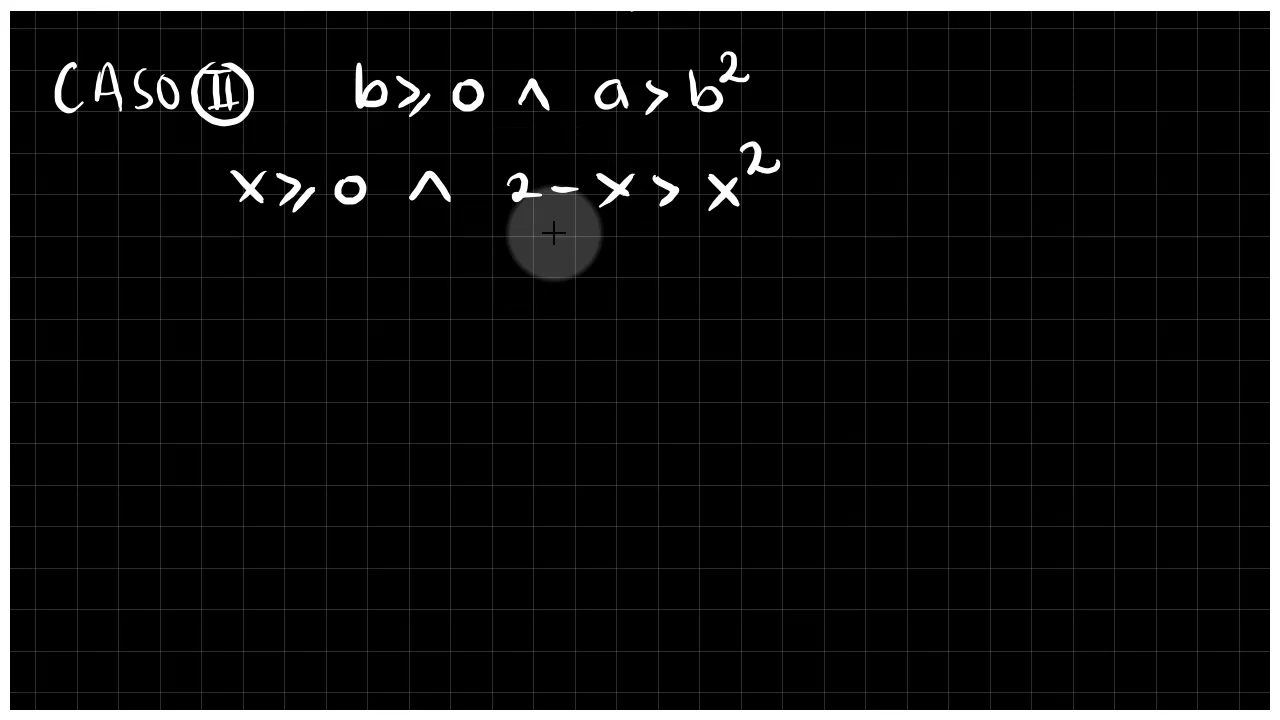 CASO II b ⩾ 0 ∧ a > b²
x ⩾ 0 ∧ 2 - x > x²